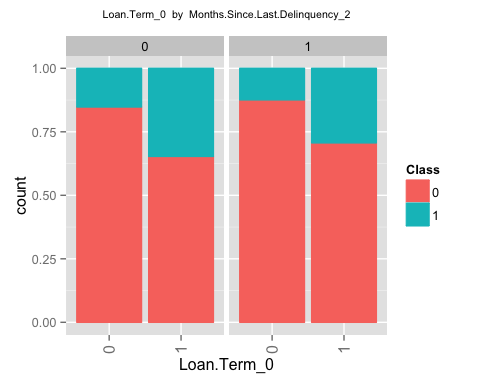 Loan.Term_0 by Months.Since.Last.Delinquency_2
0 1
1.00
0.75
0.50
0.25
0.00
count
0 1 0 1
Loan.Term_0
Class
0
1